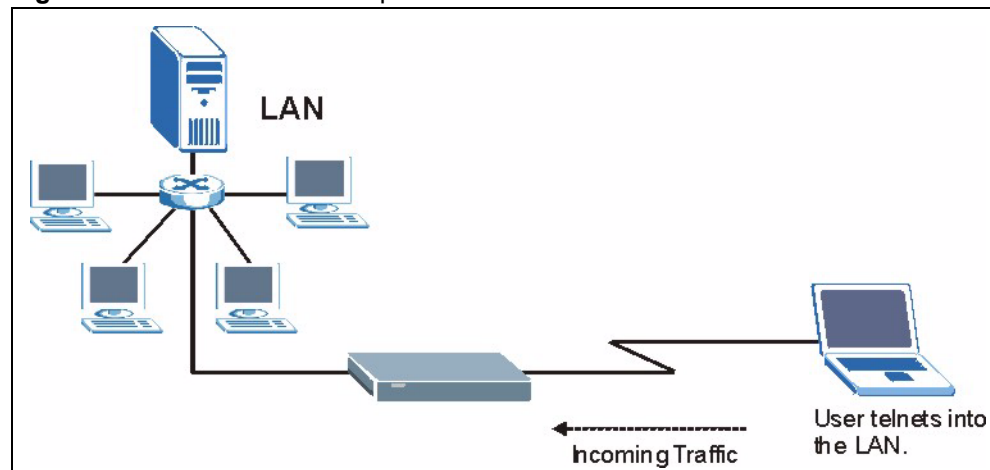 LAN
User telnets into
the LAN.
Incoming Traffic